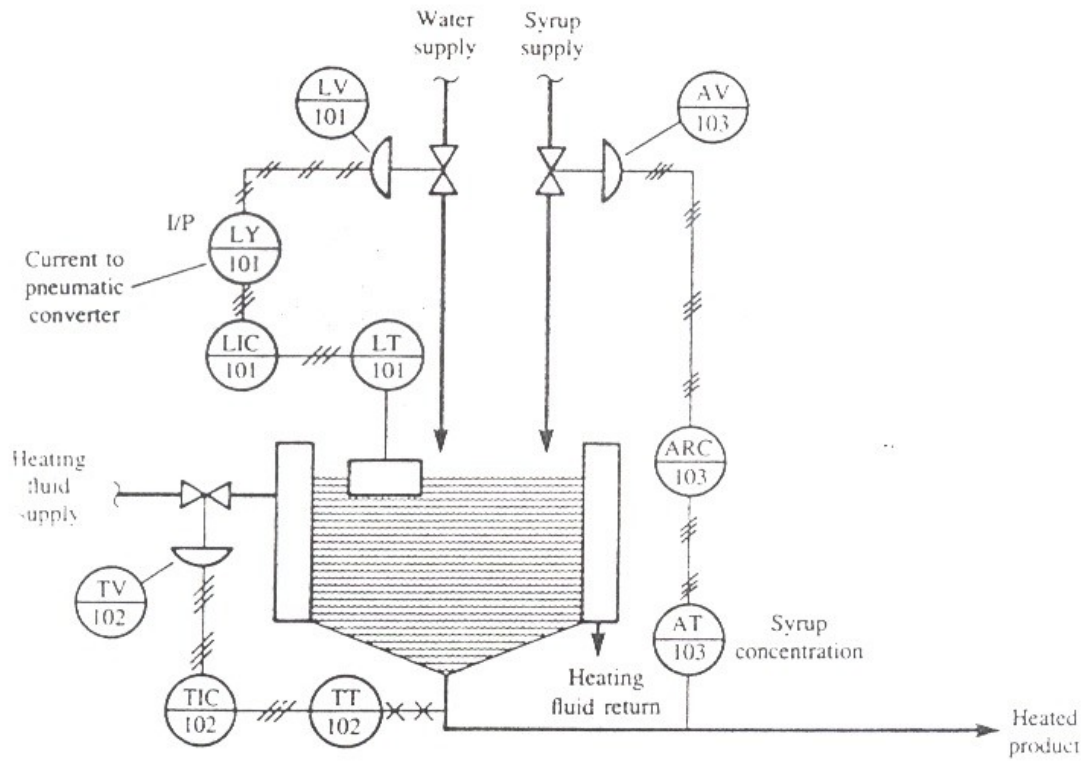 Water
supply
Syrup
supply
LV
101
AV
103
I/P
LY
101
Current to
pneumatic
converter
LIC
101
LT
101
Heating
fluid
supply
ARC
103
TV
102
AT
103
Syrup
concentration
Heating
fluid return
TIC
102
TT
102
Heated
product